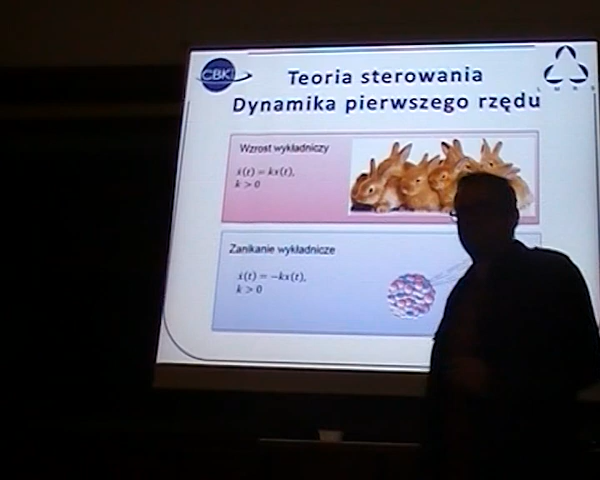 CBK
Teoria sterowania
Dynamika pierwszego rzędu
Wzrost wykładniczy
ẋ(t) = kx(t),
k > 0
Zanikanie wykładnicze
ẋ(t) = −kx(t),
k > 0